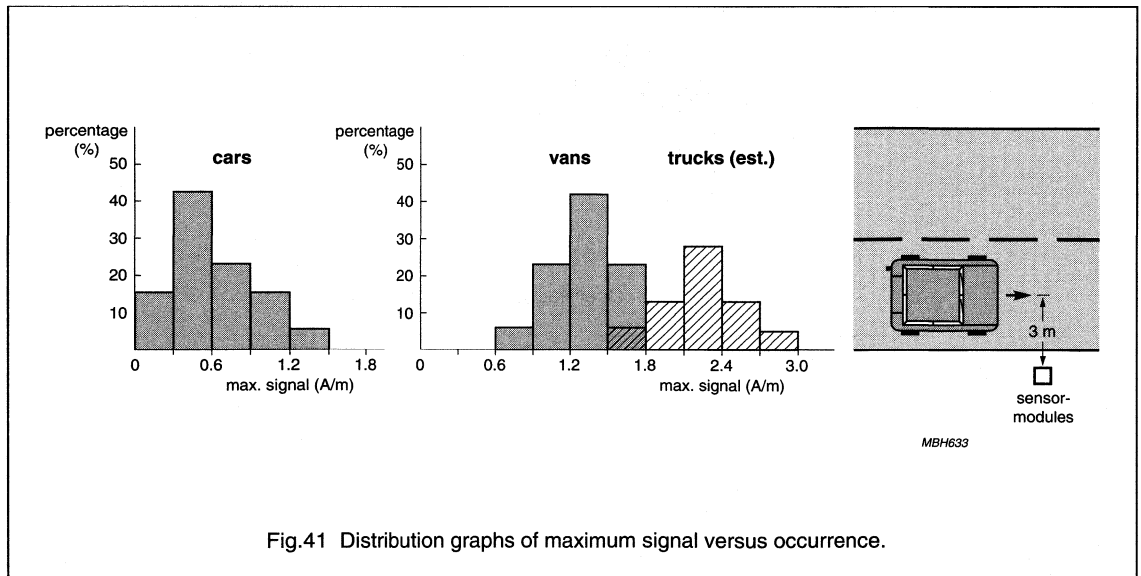 percentage
(%)
cars
50
40
30
20
10
0
0.6
1.2
1.8
max. signal (A/m)
percentage
(%)
vans
trucks (est.)
50
40
30
20
10
0
0.6
1.2
1.8
2.4
3.0
max. signal (A/m)
3 m
sensor-
modules
MBH633
Fig.41 Distribution graphs of maximum signal versus occurrence.